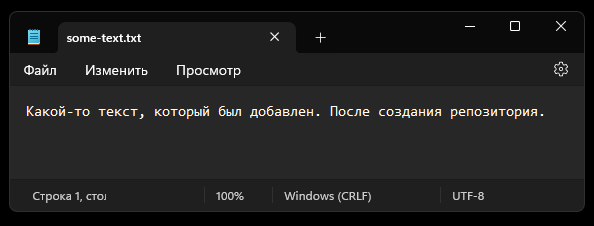 some-text.txt
Файл Изменить Просмотр
Какой-то текст, который был добавлен. После создания репозитория.
Строка 1, 100% Windows (CRLF) UTF-8